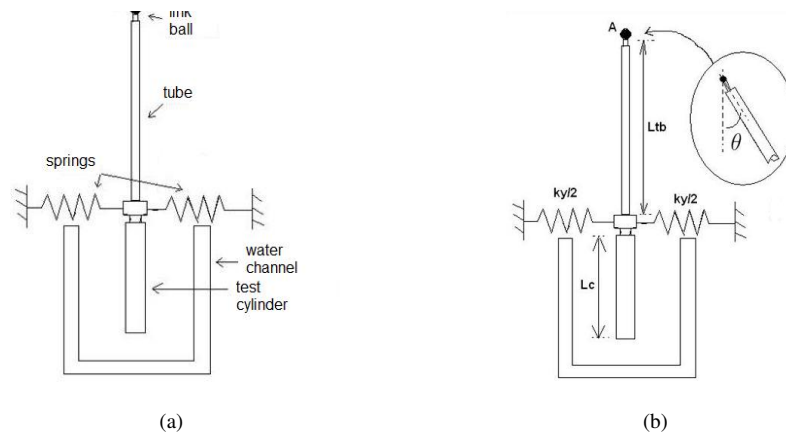 link
ball
tube
springs
water
channel
test
cylinder
(a)
A
Ltb
θ
ky/2
ky/2
Lc
(b)